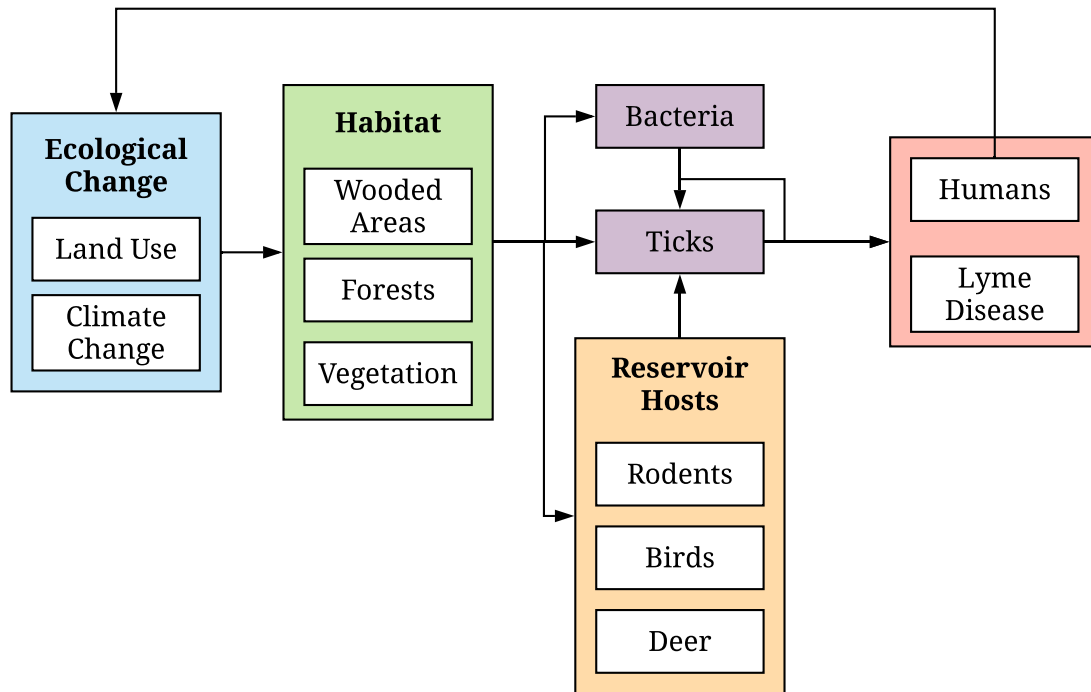 Ecological
Change
Land Use
Climate
Change
Habitat
Wooded
Areas
Forests
Vegetation
Bacteria
Ticks
Reservoir
Hosts
Rodents
Birds
Deer
Humans
Lyme
Disease